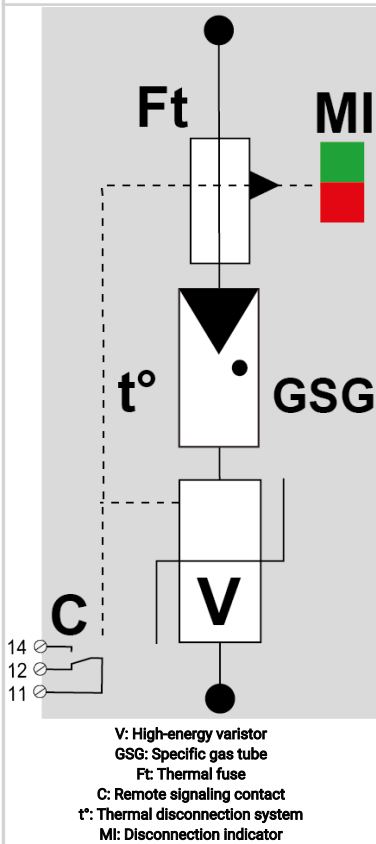 Ft
MI
t°
GSG
V
C
14
12
11
V: High-energy varistor
GSG: Specific gas tube
Ft: Thermal fuse
C: Remote signaling contact
t°: Thermal disconnection system
MI: Disconnection indicator